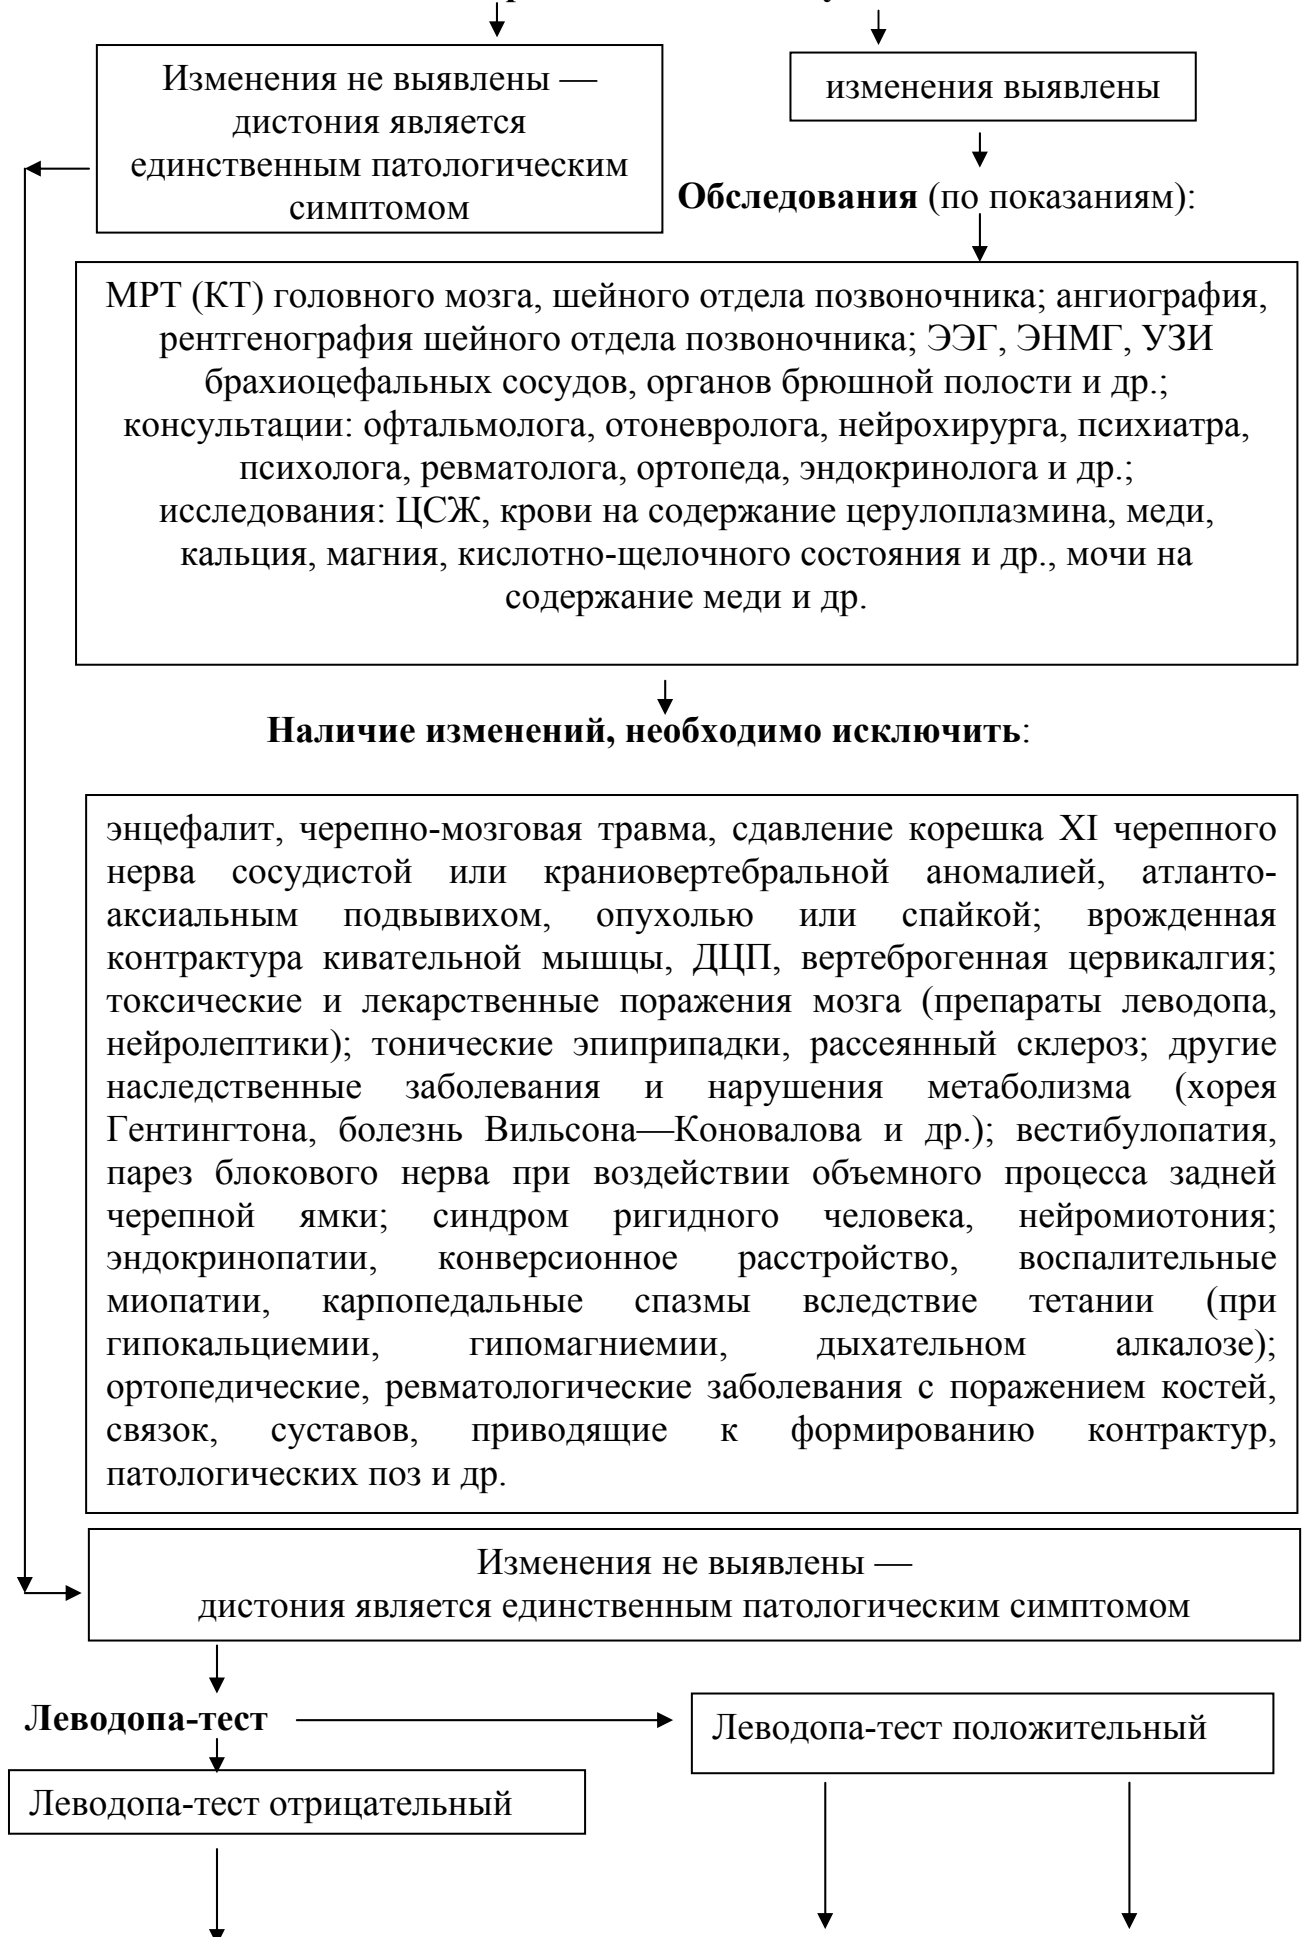 Изменения не выявлены —
дистония является
единственным патологическим
симптомом
изменения выявлены
Обследования (по показаниям):
МРТ (КТ) головного мозга, шейного отдела позвоночника; ангиография,
рентгенография шейного отдела позвоночника; ЭЭГ, ЭНМГ, УЗИ
брахиоцефальных сосудов, органов брюшной полости и др.;
консультации: офтальмолога, отоневролога, нейрохирурга, психиатра,
психолога, ревматолога, ортопеда, эндокринолога и др.;
исследования: ЦСЖ, крови на содержание церулоплазмина, меди,
кальция, магния, кислотно-щелочного состояния и др., мочи на
содержание меди и др.
Наличие изменений, необходимо исключить:
энцефалит, черепно-мозговая травма, сдавление корешка XI черепного
нерва сосудистой или краниовертебральной аномалией, атланто-
аксиальным подвывихом, опухолью или спайкой; врожденная
контрактура кивательной мышцы, ДЦП, вертеброгенная цервикалгия;
токсические и лекарственные поражения мозга (препараты леводопа,
нейролептики); тонические эпиприпадки, рассеянный склероз; другие
наследственные заболевания и нарушения метаболизма (хорея
Гентингтона, болезнь Вильсона—Коновалова и др.); вестибулопатия,
парез блокового нерва при воздействии объемного процесса задней
черепной ямки; синдром ригидного человека, нейромиотония;
эндокринопатии, конверсионное расстройство, воспалительные
миопатии, карпопедальные спазмы вследствие тетании (при
гипокальциемии, гипомагниемии, дыхательном алкалозе);
ортопедические, ревматологические заболевания с поражением костей,
связок, суставов, приводящие к формированию контрактур,
патологических поз и др.
Изменения не выявлены —
дистония является единственным патологическим симптомом
Леводопа-тест
Леводопа-тест положительный
Леводопа-тест отрицательный